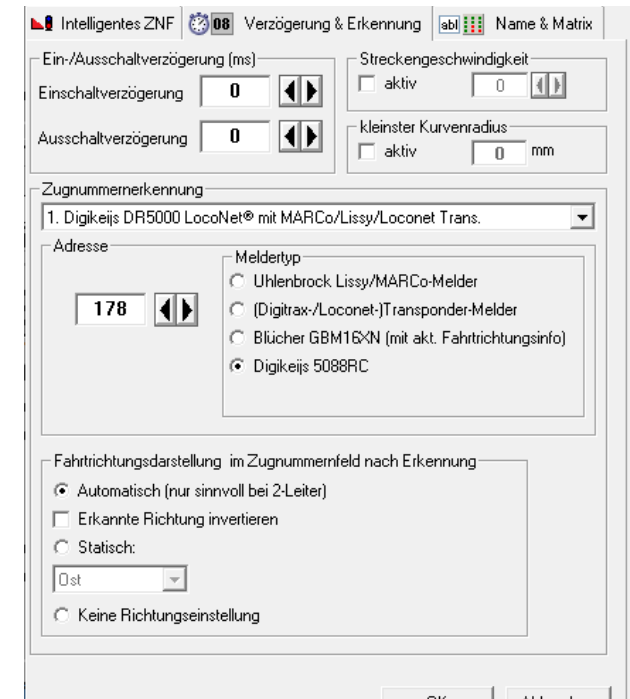 Intelligentes ZNF
08 Verzögerung & Erkennung
abl Name & Matrix
Ein-/Ausschaltverzögerung (ms)
Einschaltverzögerung 0
Ausschaltverzögerung 0
Streckengeschwindigkeit
aktiv 0
kleinster Kurvenradius
aktiv 0 mm
Zugnummernerkennung
1. Digikeijs DR5000 LocoNet® mit MARCo/Lissy/Loconet Trans.
Adresse
178
Meldertyp
Uhlenbrock Lissy/MARCo-Melder
(Digitrax-/Loconet-)Transponder-Melder
Blücher GBM16XN (mit akt. Fahrtrichtungsinfo)
Digikeijs 5088RC
Fahrtrichtungsdarstellung im Zugnummernfeld nach Erkennung
Automatisch (nur sinnvoll bei 2-Leiter)
Erkannte Richtung invertieren
Statisch:
Ost
Keine Richtungseinstellung